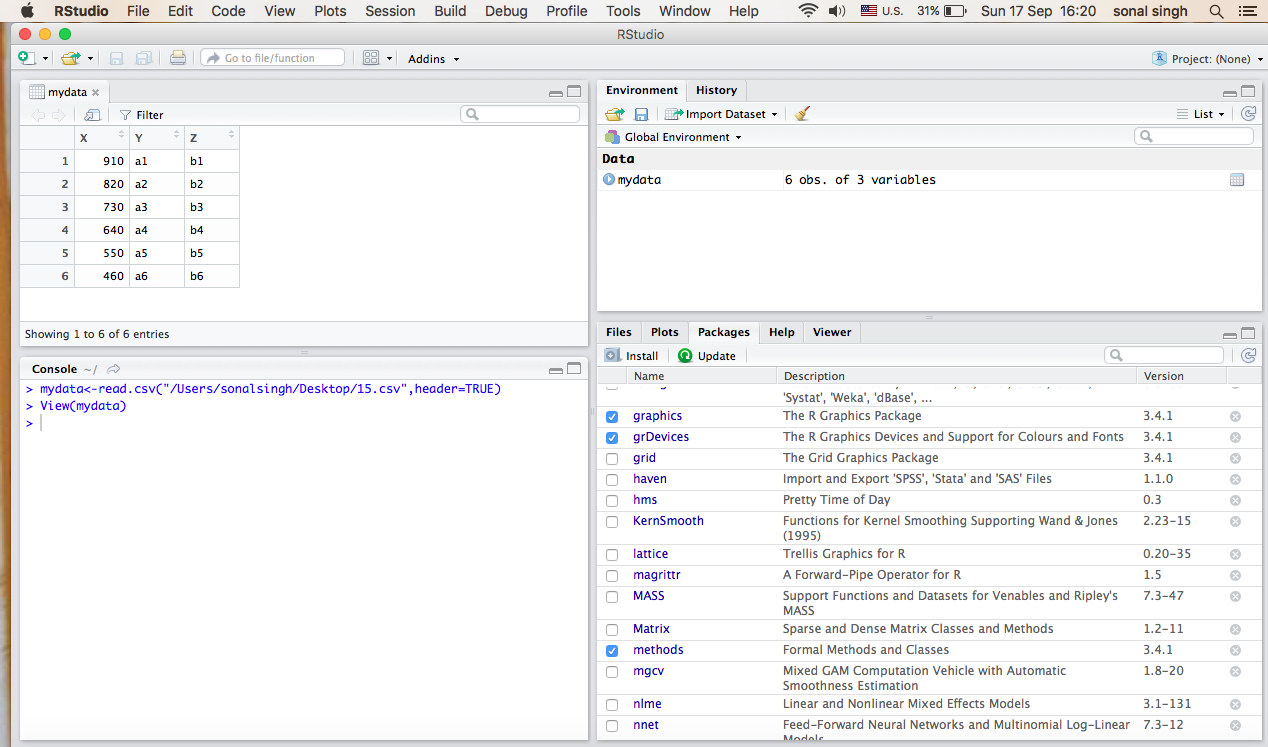 RStudio File Edit Code View Plots Session Build Debug Profile Tools Window Help U.S. 31% Sun 17 Sep 16:20 sonal singh
RStudio
Go to file/function Addins Project: (None)
mydata
Filter
X Y Z
1 910 a1 b1
2 820 a2 b2
3 730 a3 b3
4 640 a4 b4
5 550 a5 b5
6 460 a6 b6
Showing 1 to 6 of 6 entries
Console ~/
> mydata<-read.csv("/Users/sonalsingh/Desktop/15.csv",header=TRUE)
> View(mydata)
>
Environment History
Import Dataset List
Global Environment
Data
mydata 6 obs. of 3 variables
Files Plots Packages Help Viewer
Install Update
Name Description Version
'Systat', 'Weka', 'dBase', ...
graphics The R Graphics Package 3.4.1
grDevices The R Graphics Devices and Support for Colours and Fonts 3.4.1
grid The Grid Graphics Package 3.4.1
haven Import and Export 'SPSS', 'Stata' and 'SAS' Files 1.1.0
hms Pretty Time of Day 0.3
KernSmooth Functions for Kernel Smoothing Supporting Wand & Jones 2.23-15
(1995)
lattice Trellis Graphics for R 0.20-35
magrittr A Forward-Pipe Operator for R 1.5
MASS Support Functions and Datasets for Venables and Ripley's 7.3-47
MASS
Matrix Sparse and Dense Matrix Classes and Methods 1.2-11
methods Formal Methods and Classes 3.4.1
mgcv Mixed GAM Computation Vehicle with Automatic 1.8-20
Smoothness Estimation
nlme Linear and Nonlinear Mixed Effects Models 3.1-131
nnet Feed-Forward Neural Networks and Multinomial Log-Linear 7.3-12
Models